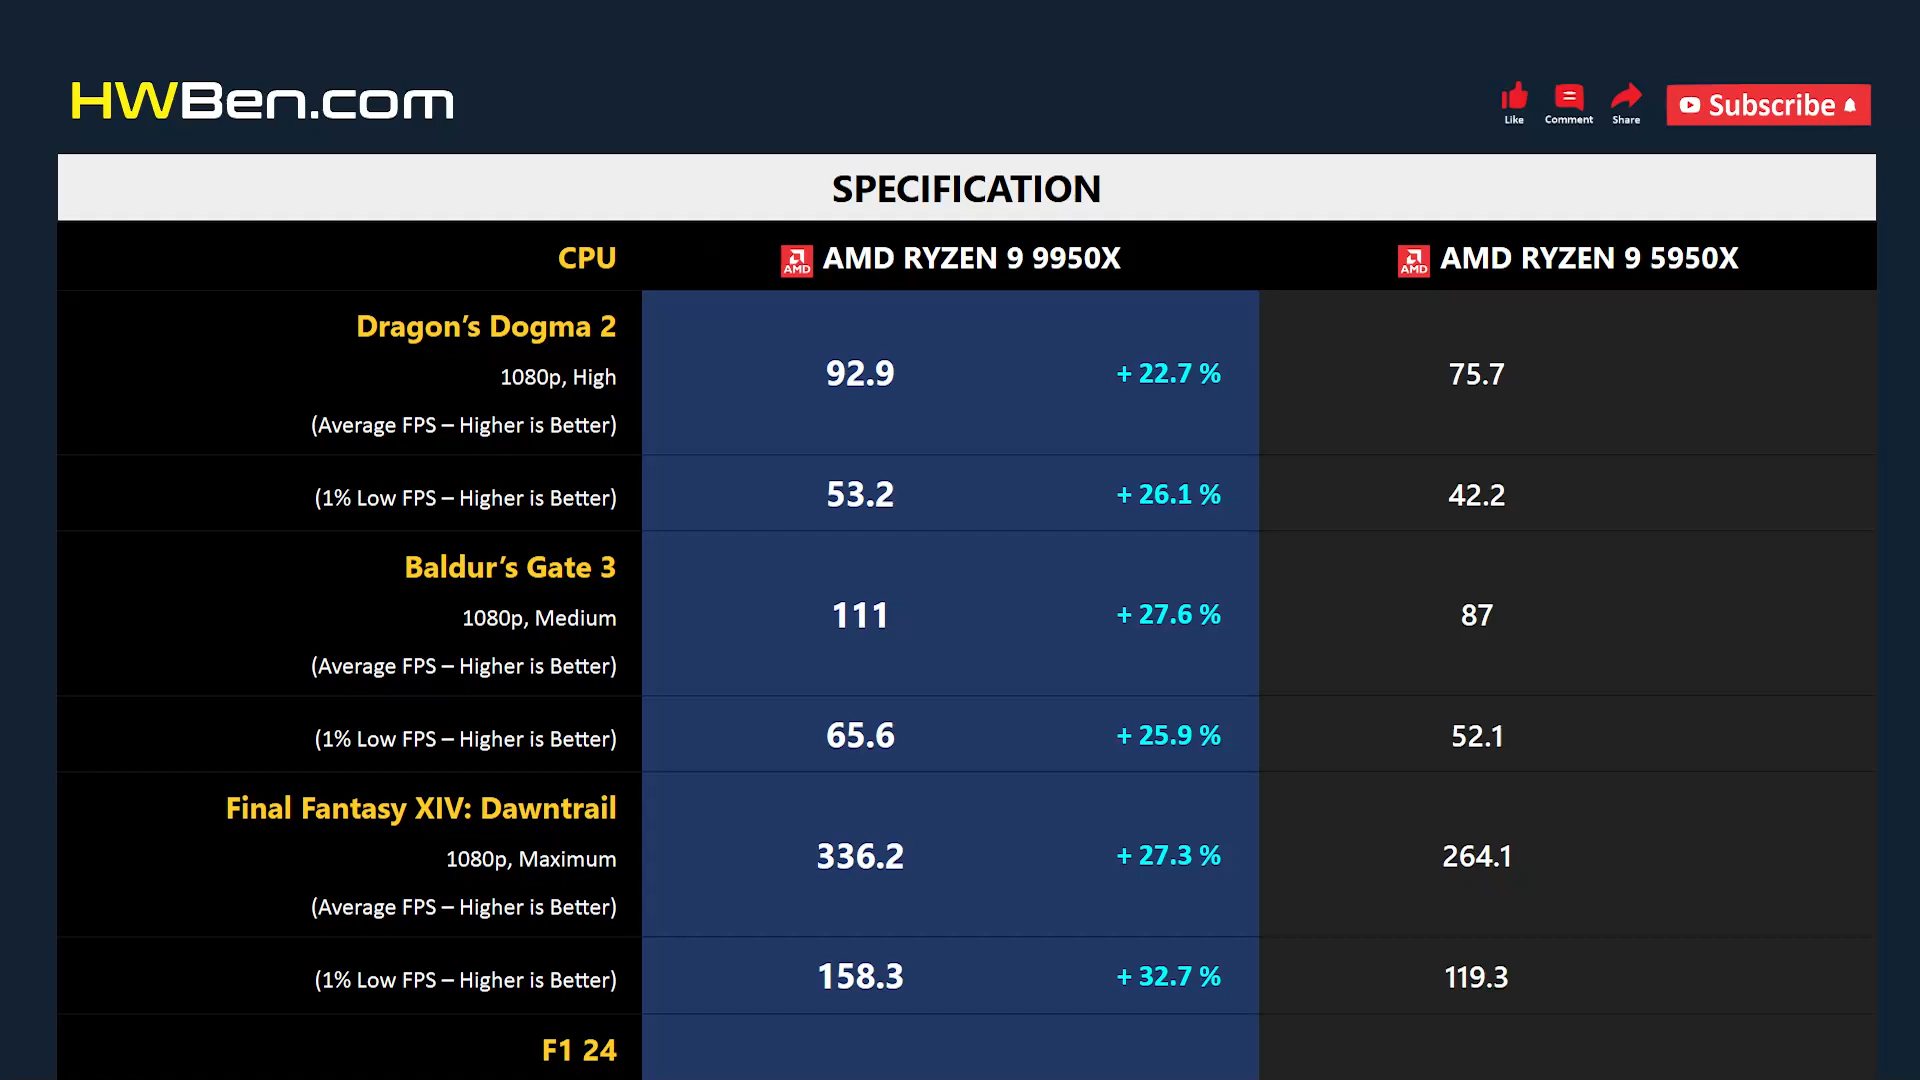 HWBen.com
Like
Comment
Share
Subscribe
SPECIFICATION
CPU
AMD AMD RYZEN 9 9950X
AMD AMD RYZEN 9 5950X
Dragon’s Dogma 2
1080p, High
(Average FPS – Higher is Better)
92.9
+ 22.7 %
75.7
(1% Low FPS – Higher is Better)
53.2
+ 26.1 %
42.2
Baldur’s Gate 3
1080p, Medium
(Average FPS – Higher is Better)
111
+ 27.6 %
87
(1% Low FPS – Higher is Better)
65.6
+ 25.9 %
52.1
Final Fantasy XIV: Dawntrail
1080p, Maximum
(Average FPS – Higher is Better)
336.2
+ 27.3 %
264.1
(1% Low FPS – Higher is Better)
158.3
+ 32.7 %
119.3
F1 24